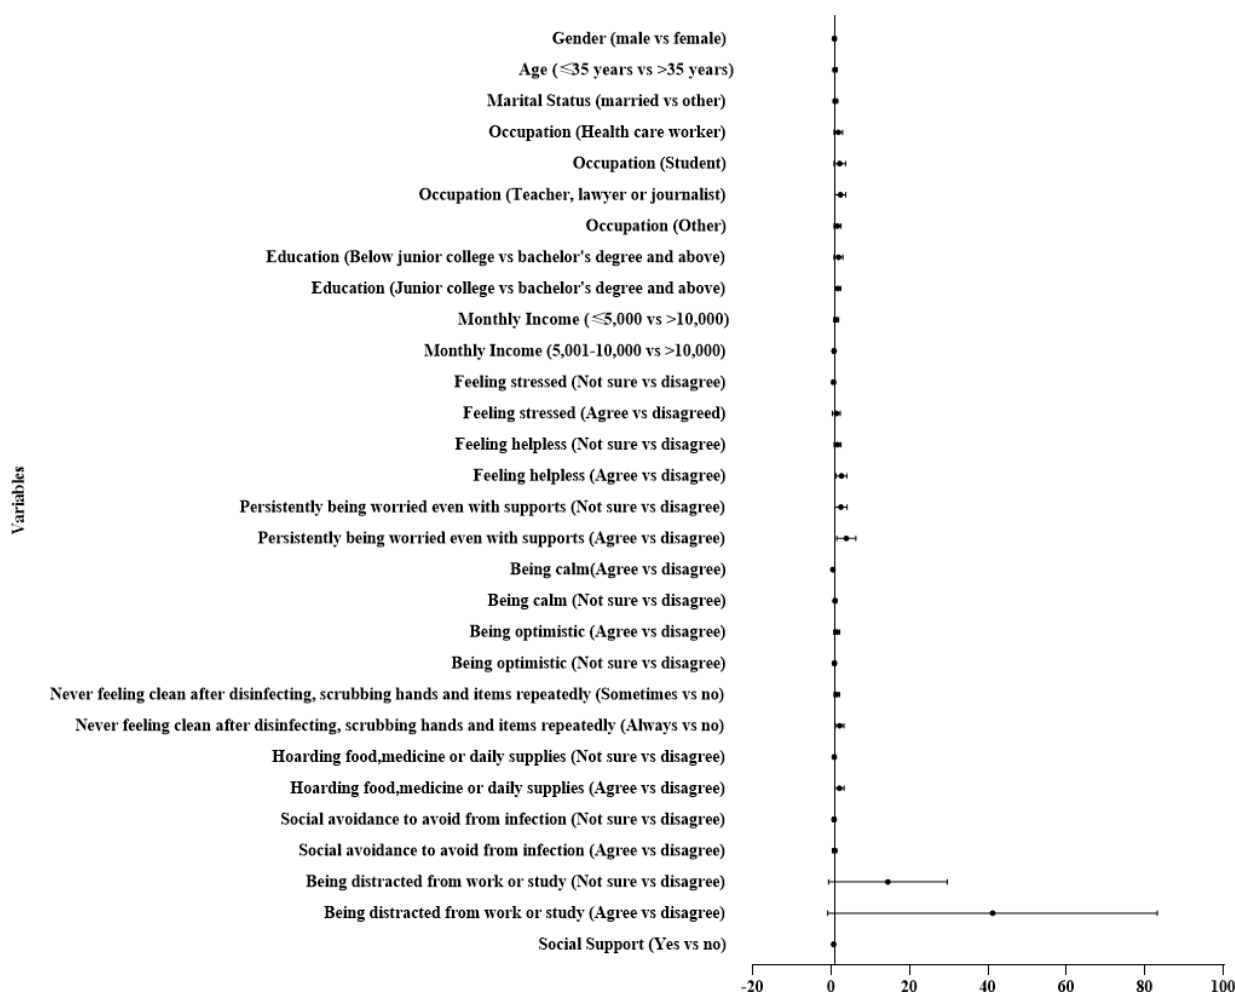 Gender (male vs female)
Age (≤35 years vs >35 years)
Marital Status (married vs other)
Occupation (Health care worker)
Occupation (Student)
Occupation (Teacher, lawyer or journalist)
Occupation (Other)
Education (Below junior college vs bachelor's degree and above)
Education (Junior college vs bachelor's degree and above)
Monthly Income (≤5,000 vs >10,000)
Monthly Income (5,001-10,000 vs >10,000)
Feeling stressed (Not sure vs disagree)
Feeling stressed (Agree vs disagreed)
Feeling helpless (Not sure vs disagree)
Feeling helpless (Agree vs disagree)
Persistently being worried even with supports (Not sure vs disagree)
Persistently being worried even with supports (Agree vs disagree)
Being calm(Agree vs disagree)
Being calm (Not sure vs disagree)
Being optimistic (Agree vs disagree)
Being optimistic (Not sure vs disagree)
Never feeling clean after disinfecting, scrubbing hands and items repeatedly (Sometimes vs no)
Never feeling clean after disinfecting, scrubbing hands and items repeatedly (Always vs no)
Hoarding food,medicine or daily supplies (Not sure vs disagree)
Hoarding food,medicine or daily supplies (Agree vs disagree)
Social avoidance to avoid from infection (Not sure vs disagree)
Social avoidance to avoid from infection (Agree vs disagree)
Being distracted from work or study (Not sure vs disagree)
Being distracted from work or study (Agree vs disagree)
Social Support (Yes vs no)
Variables
-20 0 20 40 60 80 100